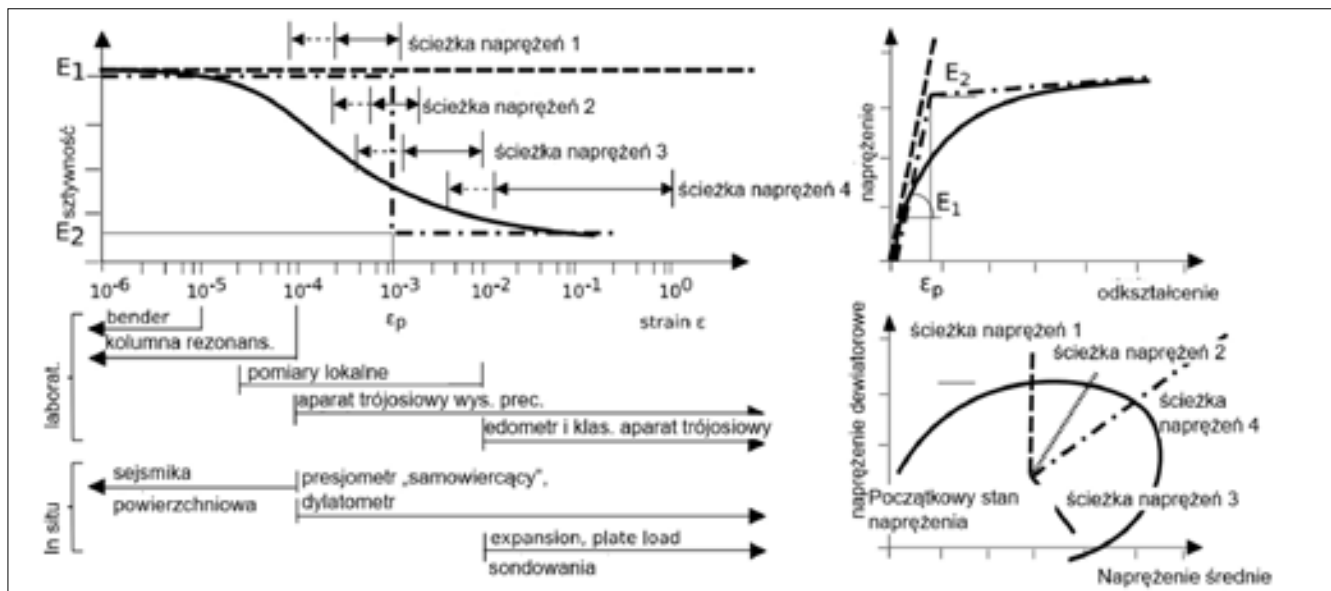 ścieżka naprężeń 1
E1
ścieżka naprężeń 2
ścieżka naprężeń 3
ścieżka naprężeń 4
sztywność
E2
10-6
10-5
10-4
10-3
10-2
10-1
100
εp
strain ε
bender
kolumna rezonans.
pomiary lokalne
aparat trójosiowy wys. prec.
edometr i klas. aparat trójosiowy
laborat.
sejsmika
powierzchniowa
presjometr „samowiercący”,
dylatometr
expansion, plate load
sondowania
In situ
naprężenie
E2
E1
εp
odkształcenie
naprężenie dewiatorowe
ścieżka naprężeń 1
ścieżka naprężeń 2
ścieżka
naprężeń 4
ścieżka naprężeń 3
Początkowy stan
naprężenia
Naprężenie średnie